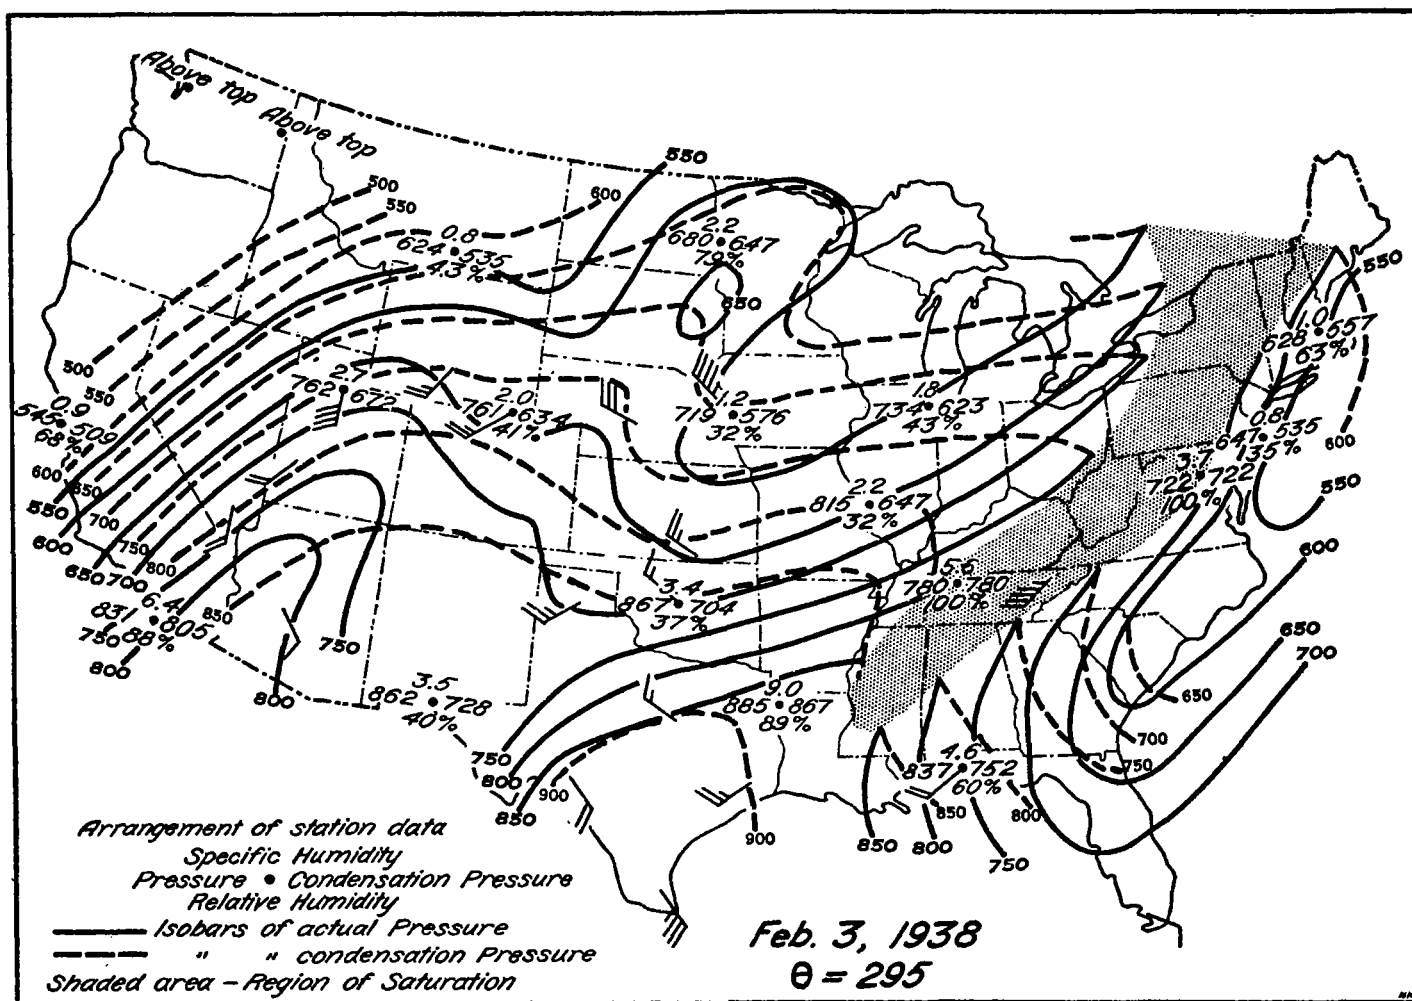 Above top
Above top
500
550
600
550
0.8
624 • 535
43%
2.2
680 • 647
79%
650
550
1.0
628 • 557
63%
500
550
0.9
545 • 509
68%
2.7
762 • 672
2.0
761 • 634
41%
1.2
719 • 576
32%
1.8
734 • 623
43%
0.8
647 • 535
135%
600
3.7
722 • 722
100%
550
600 650
700
750
800
850
550
600
650 700
750
800
2.2
815 • 647
32%
5.6
780 • 780
100%
600
6.4
831 • 805
88%
3.4
867 • 704
37%
750
800
650
700
650
700
750
3.5
862 • 728
40%
9.0
885 • 867
89%
4.6
837 • 752
60%
750
800
850
900
900
850
800
850
750
800
Arrangement of station data
Specific Humidity
Pressure • Condensation Pressure
Relative Humidity
Isobars of actual Pressure
" " condensation Pressure
Shaded area - Region of Saturation
Feb. 3, 1938
θ = 295